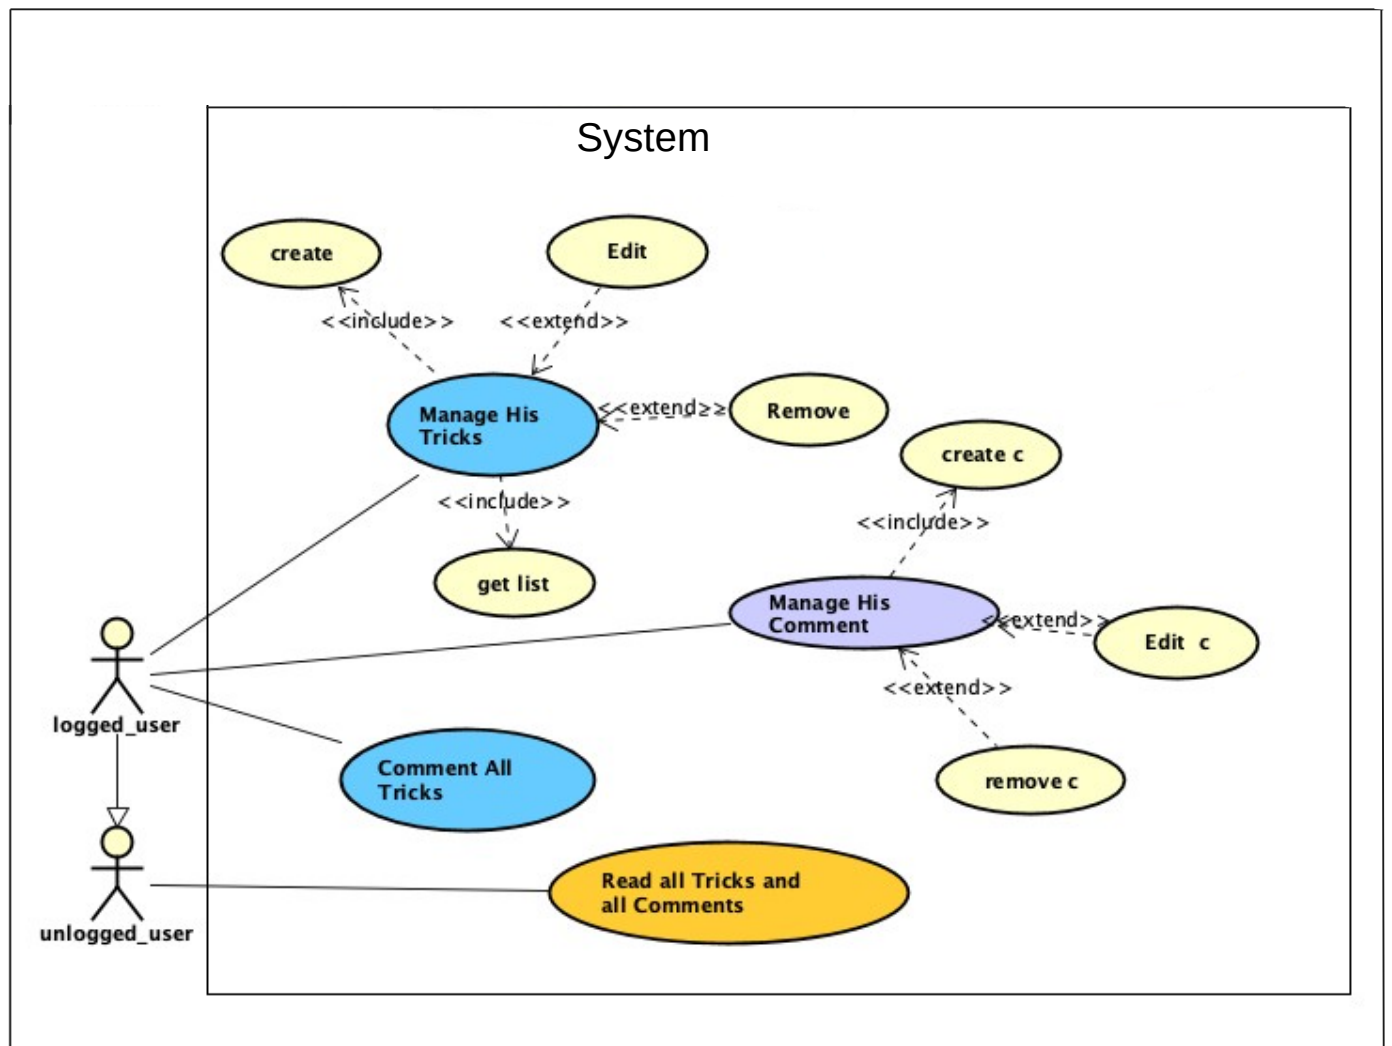 System
create
Edit
<<include>>
<<extend>>
Manage His
Tricks
<<extend>>
Remove
create c
<<include>>
<<include>>
get list
Manage His
Comment
<<extend>>
Edit c
<<extend>>
logged_user
Comment All
Tricks
remove c
Read all Tricks and
all Comments
unlogged_user